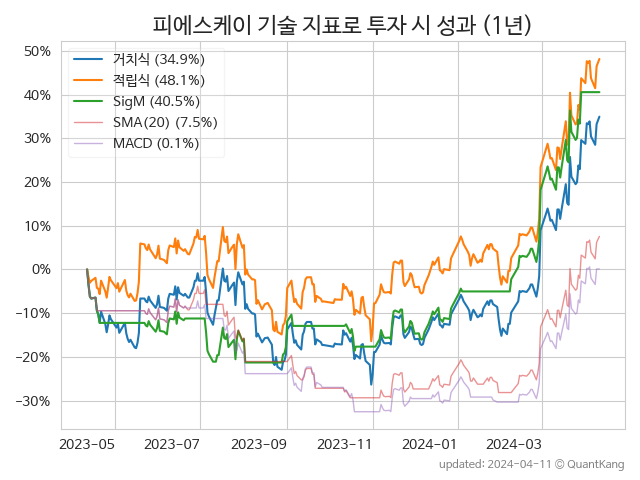 피에스케이 기술 지표로 투자 시 성과 (1년)
50%
40%
30%
20%
10%
0%
−10%
−20%
−30%
거치식 (34.9%)
적립식 (48.1%)
SigM (40.5%)
SMA(20) (7.5%)
MACD (0.1%)
2023-05
2023-07
2023-09
2023-11
2024-01
2024-03
updated: 2024-04-11 © QuantKang